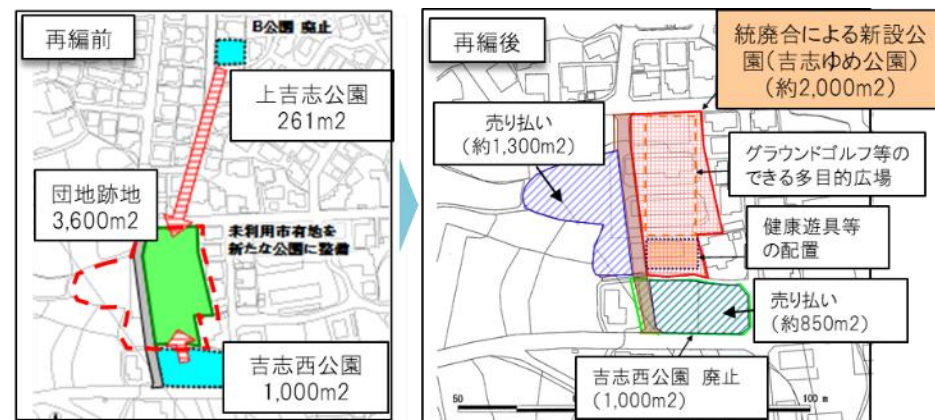 再編前
B公園 廃止
上吉志公園
261m2
団地跡地
3,600m2
未利用市有地を
新たな公園に整備
吉志西公園
1,000m2
再編後
統廃合による新設公
園(吉志ゆめ公園)
(約2,000m2)
売り払い
(約1,300m2)
グラウンドゴルフ等の
できる多目的広場
健康遊具等
の配置
売り払い
(約850m2)
吉志西公園 廃止
(1,000m2)
50
100 m